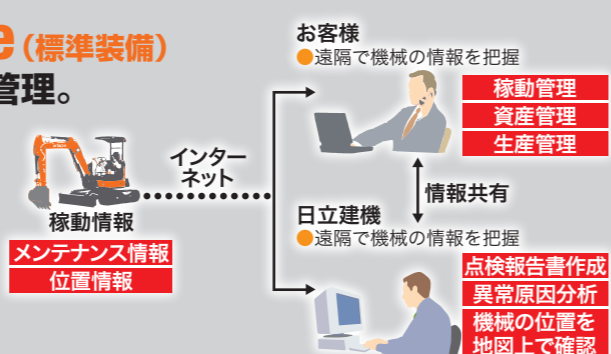 e(標準装備)
管理。
お客様
●遠隔で機械の情報を把握
稼動管理
資産管理
生産管理
インター
ネット
稼動情報
メンテナンス情報
位置情報
情報共有
日立建機
●遠隔で機械の情報を把握
点検報告書作成
異常原因分析
機械の位置を
地図上で確認